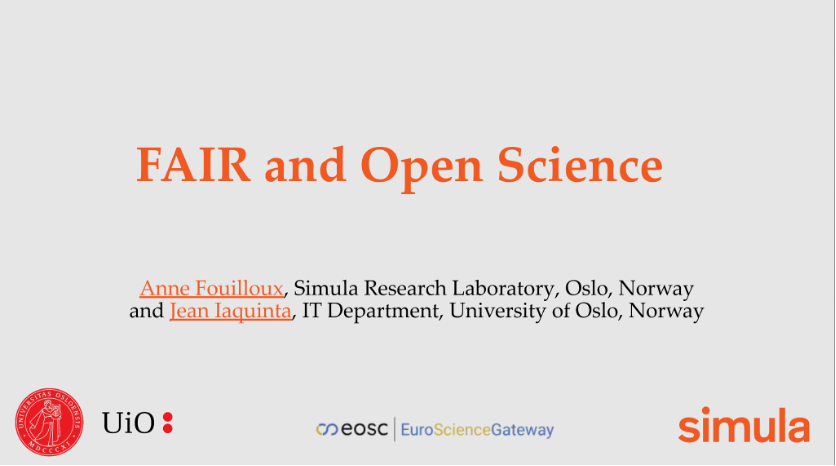 FAIR and Open Science
Anne Fouilloux, Simula Research Laboratory, Oslo, Norway
and Jean Iaquinta, IT Department, University of Oslo, Norway
UNIVERSITAS OSLOENSIS
MDCCCXI
UiO:
eosc | EuroScienceGateway
simula